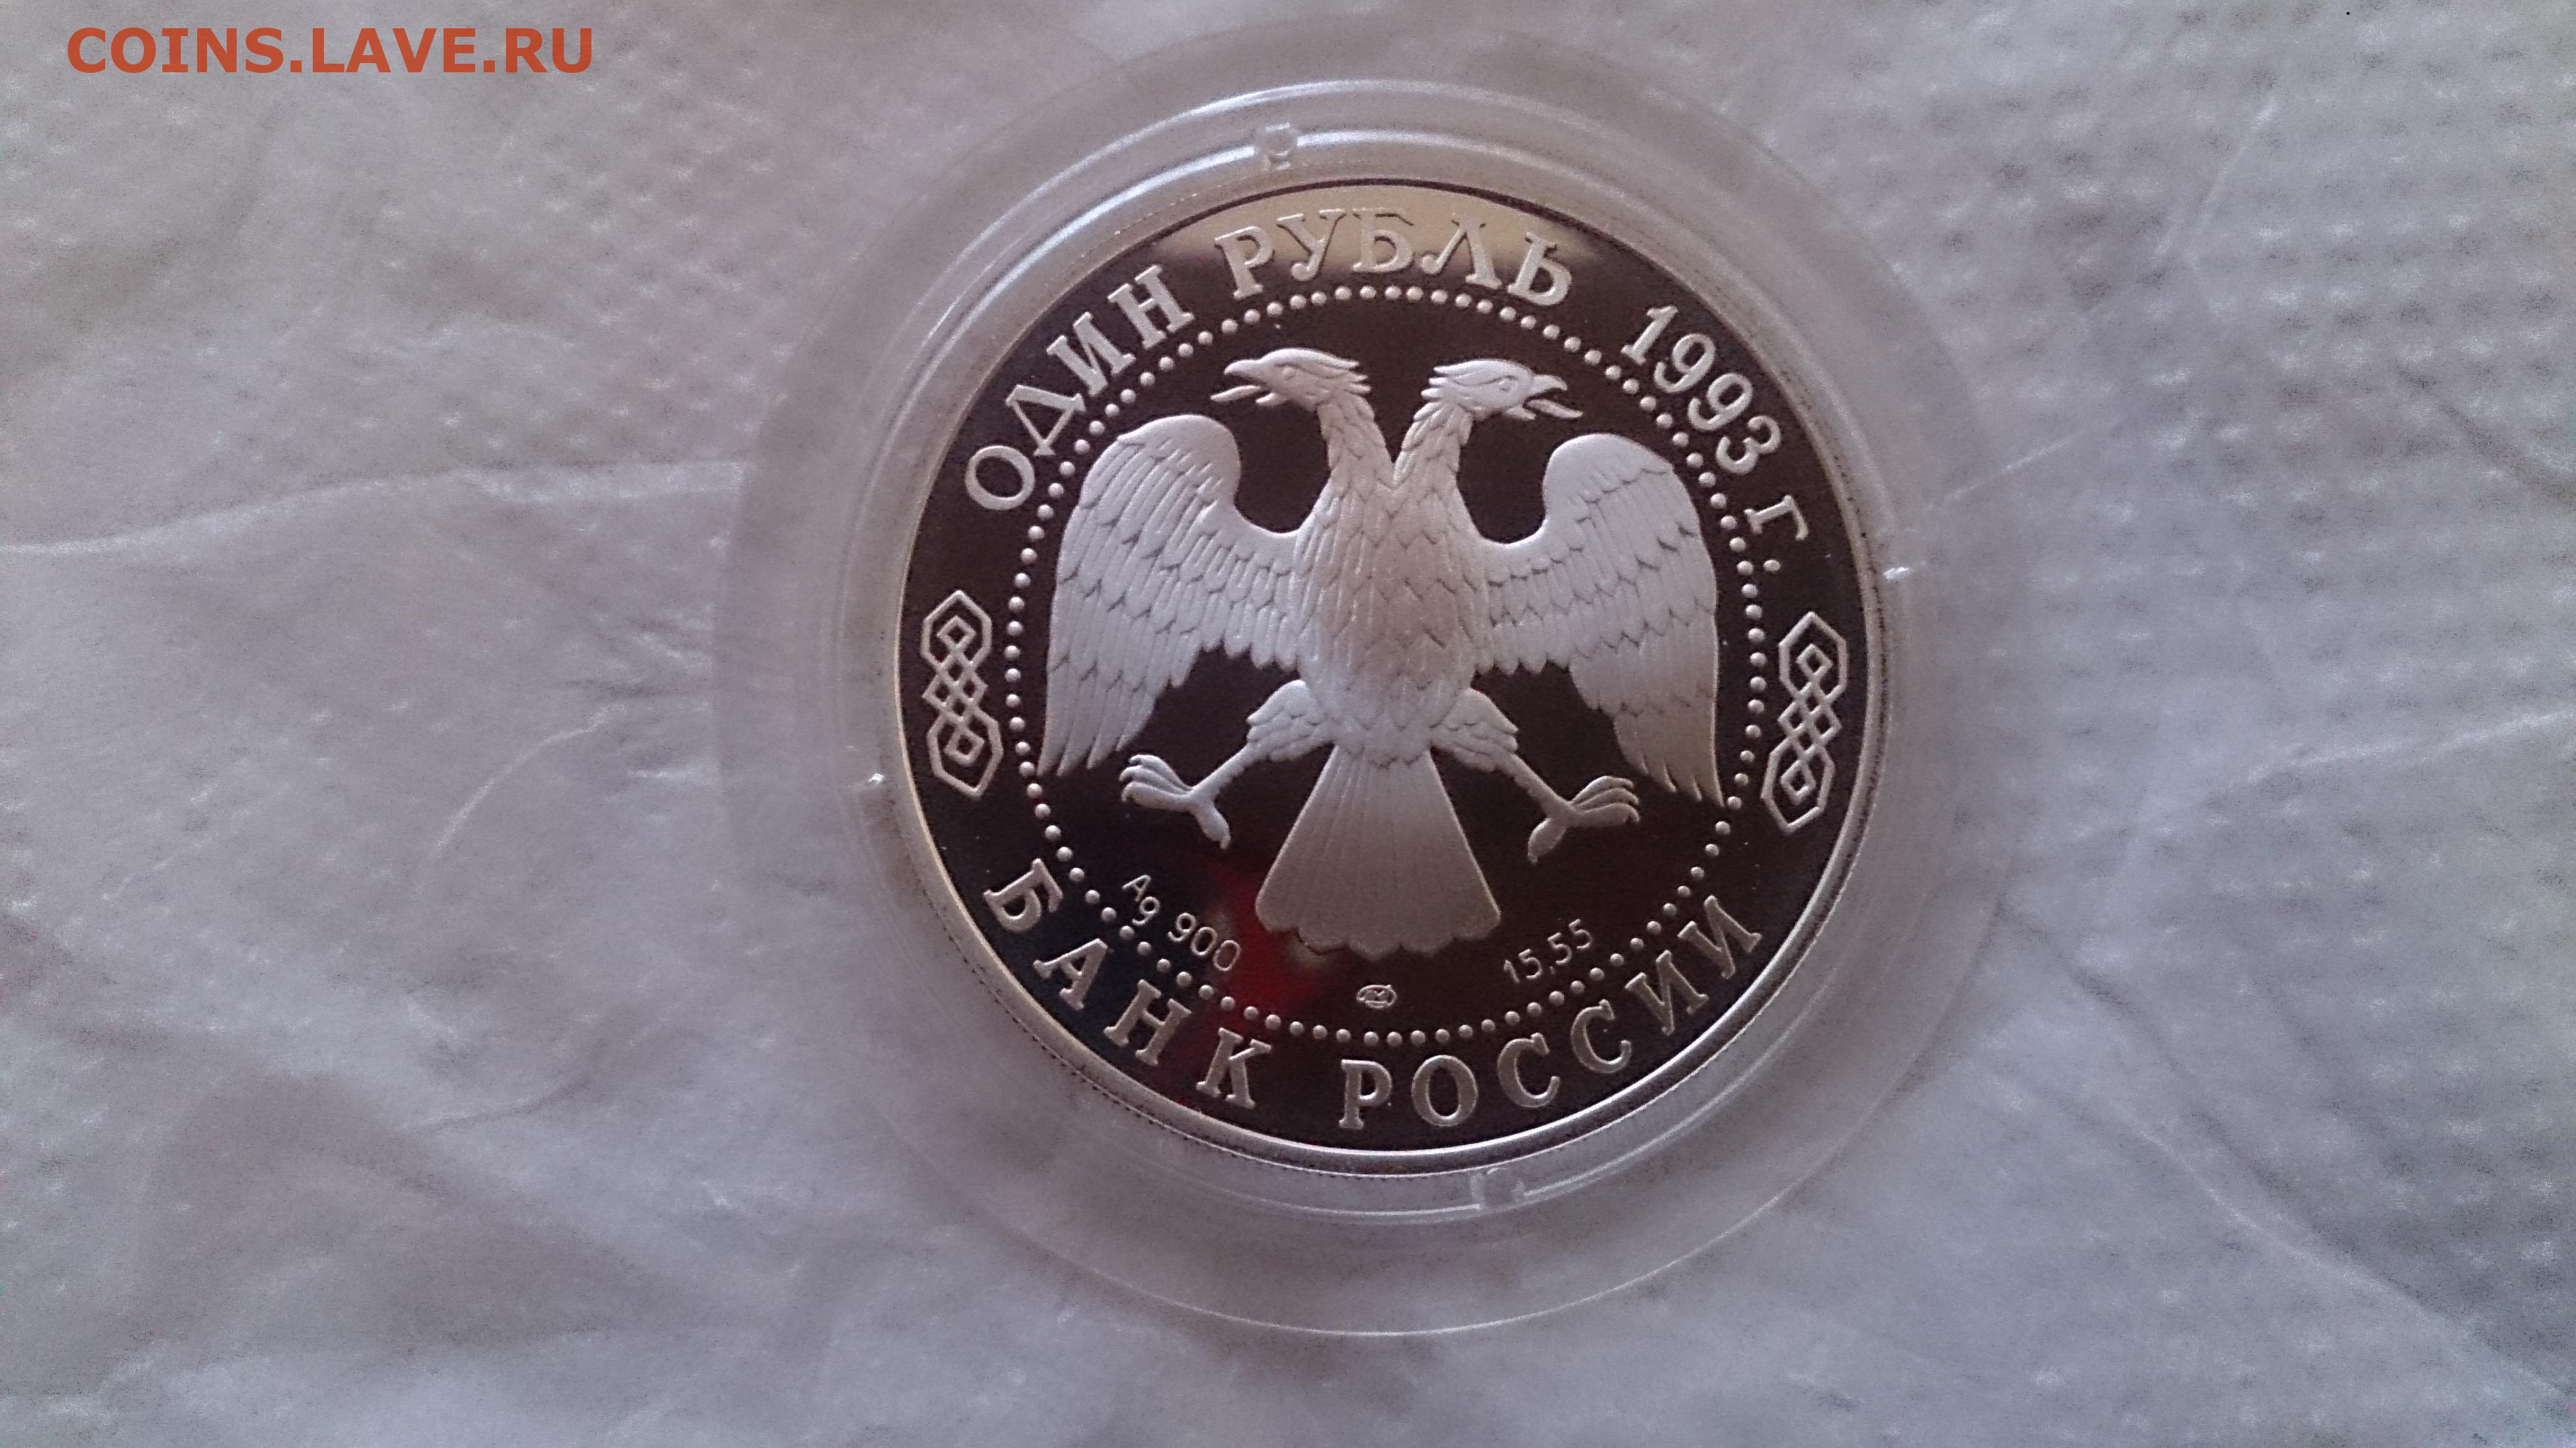 COINS.LAVE.RU
ОДИН РУБЛЬ 1993 г.
Ag 900
15,55
БАНК РОССИИ